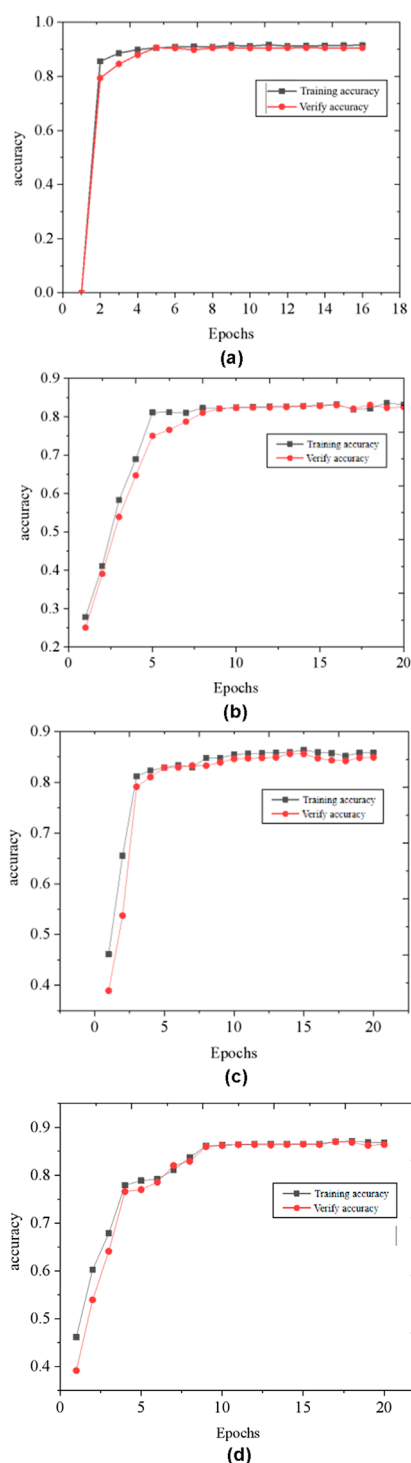 1.0
0.8
0.6
0.4
0.2
0.0
accuracy
Training accuracy
Verify accuracy
0 2 4 6 8 10 12 14 16 18
Epochs
(a)
0.9
0.8
0.7
0.6
0.5
0.4
0.3
0.2
accuracy
Training accuracy
Verify accuracy
0 5 10 15 20
Epochs
(b)
0.9
0.8
0.7
0.6
0.5
0.4
accuracy
Training accuracy
Verify accuracy
0 5 10 15 20
Epochs
(c)
0.9
0.8
0.7
0.6
0.5
0.4
accuracy
Training accuracy
Verify accuracy
0 5 10 15 20
Epochs
(d)